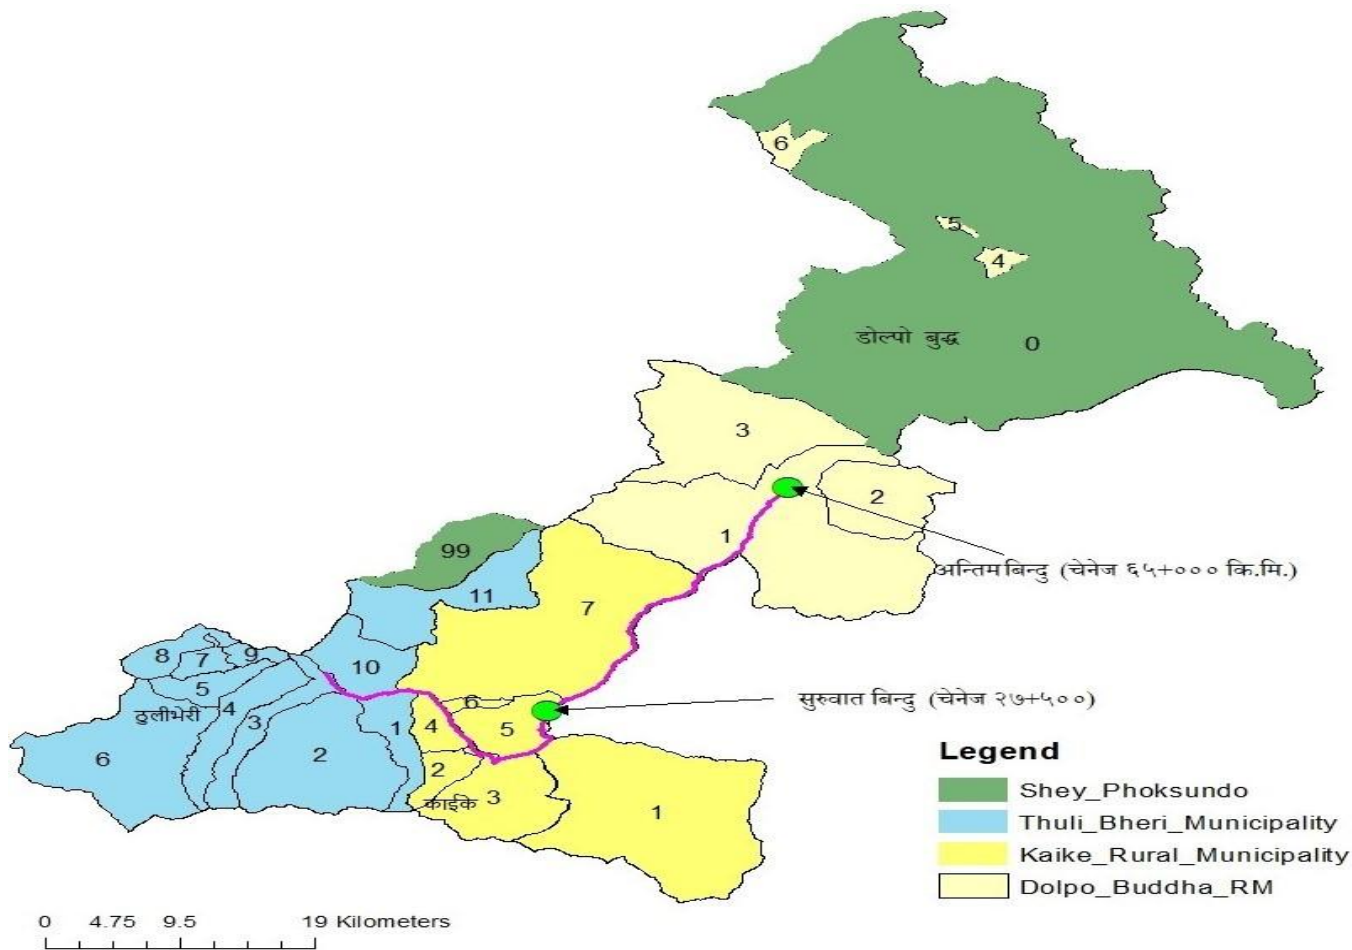 6
5
4
डोल्पो बुद्ध 0
3
2
1
99
अन्तिम बिन्दु (चेनेज ६५+००० कि.मि.)
11
7
8 7 9 10
5
6
सुरुवात बिन्दु (चेनेज २७+५००)
ठुलीभेरी 4 3 1 4 5
6 2 2
काईके 3 1
Legend
Shey_Phoksundo
Thuli_Bheri_Municipality
Kaike_Rural_Municipality
Dolpo_Buddha_RM
0 4.75 9.5 19 Kilometers